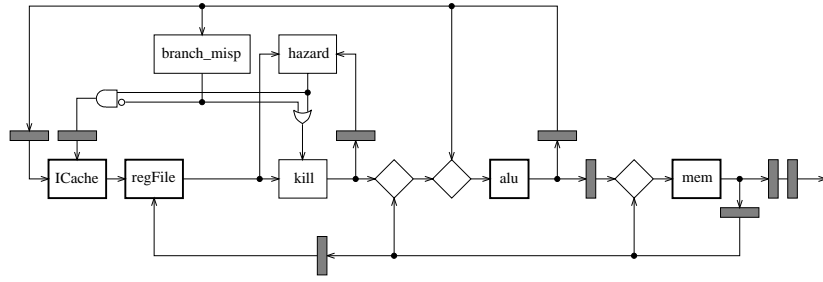 branch_misp
hazard
ICache
regFile
kill
alu
mem